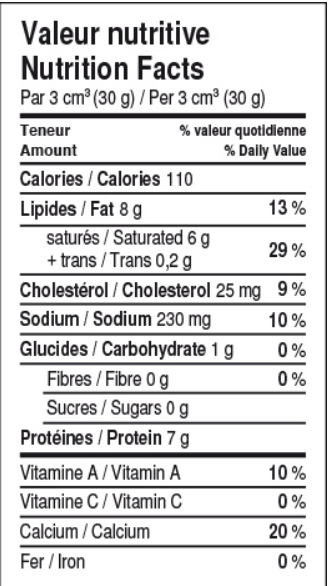 Valeur nutritive
Nutrition Facts
Par 3 cm³ (30 g) / Per 3 cm³ (30 g)
Teneur % valeur quotidienne
Amount % Daily Value
Calories / Calories 110
Lipides / Fat 8 g 13 %
saturés / Saturated 6 g
+ trans / Trans 0,2 g 29 %
Cholestérol / Cholesterol 25 mg 9 %
Sodium / Sodium 230 mg 10 %
Glucides / Carbohydrate 1 g 0 %
Fibres / Fibre 0 g 0 %
Sucres / Sugars 0 g
Protéines / Protein 7 g
Vitamine A / Vitamin A 10 %
Vitamine C / Vitamin C 0 %
Calcium / Calcium 20 %
Fer / Iron 0 %